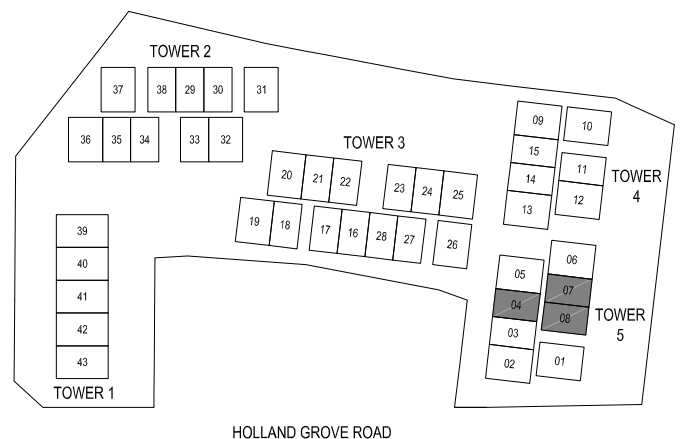 TOWER 2
37 38 29 30 31
36 35 34 33 32
TOWER 3
20 21 22 23 24 25
19 18 17 16 28 27 26
09 10
15
14 11
13 12
TOWER
4
39
40
41
42
43
TOWER 1
05 06
04 07
03 08
02 01
TOWER
5
HOLLAND GROVE ROAD